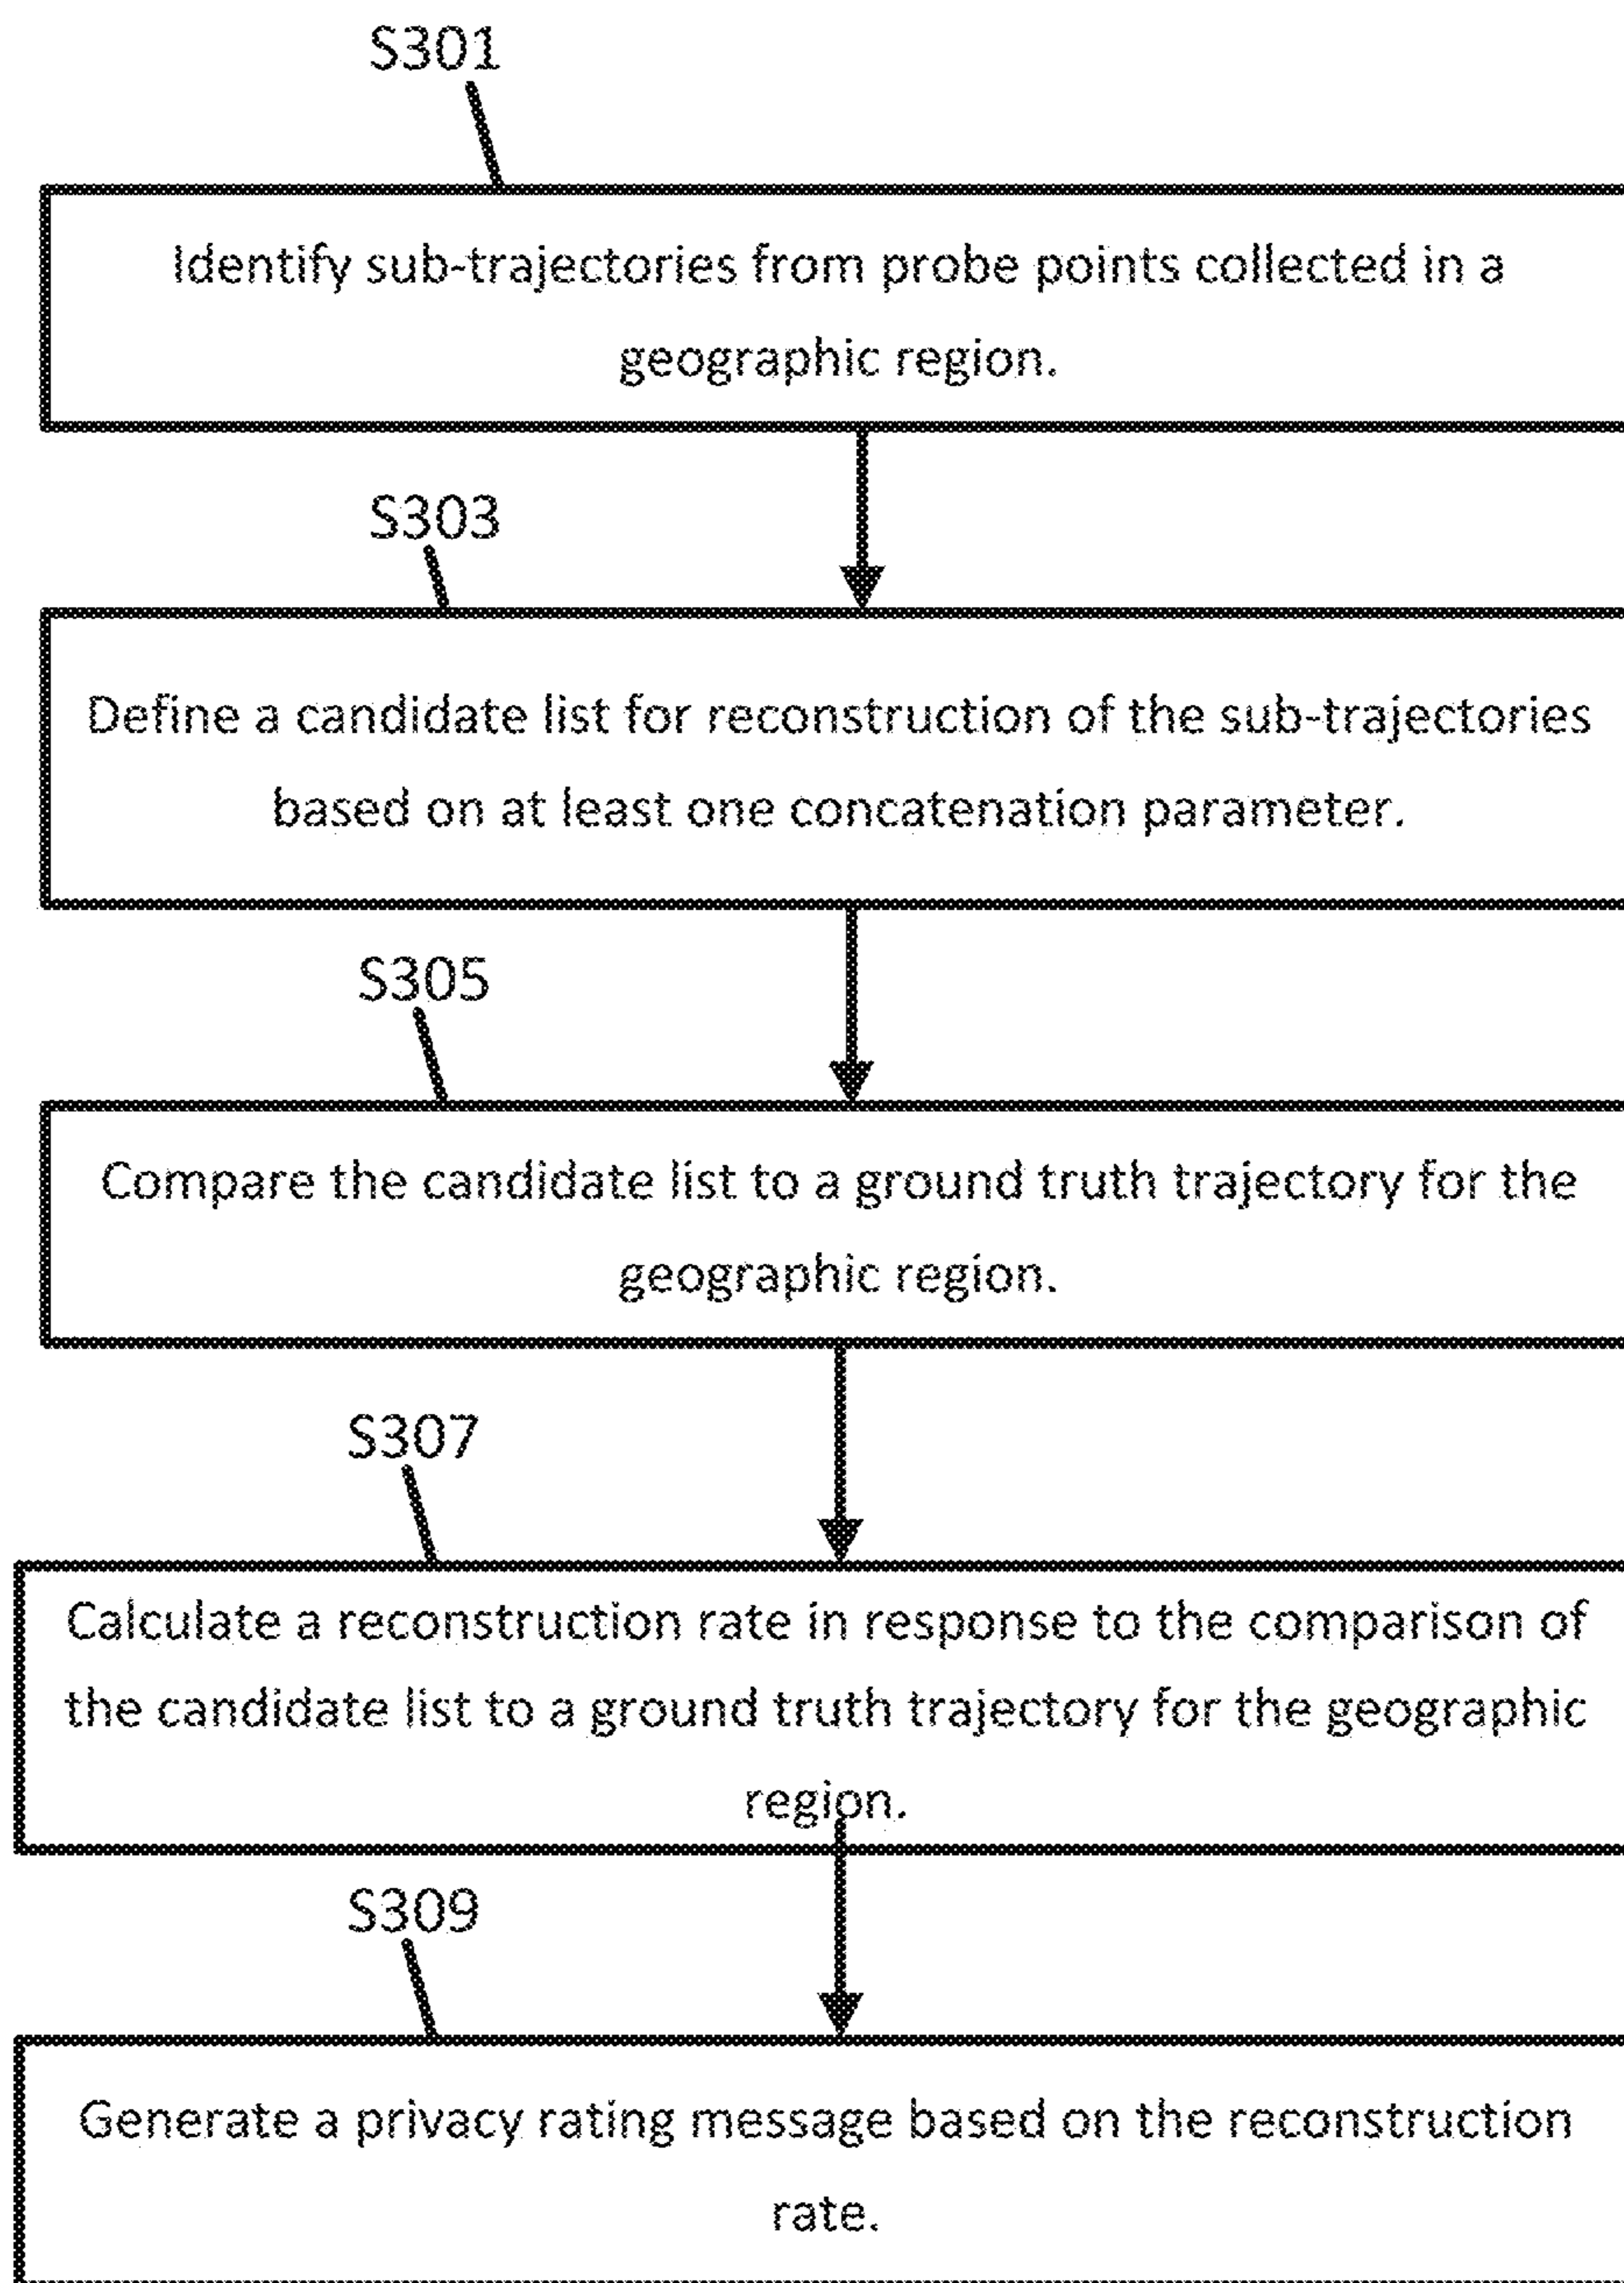 S301
Identify sub-trajectories from probe points collected in a
geographic region.
S303
Define a candidate list for reconstruction of the sub-trajectories
based on at least one concatenation parameter.
S305
Compare the candidate list to a ground truth trajectory for the
geographic region.
S307
Calculate a reconstruction rate in response to the comparison of
the candidate list to a ground truth trajectory for the geographic
region.
S309
Generate a privacy rating message based on the reconstruction
rate.